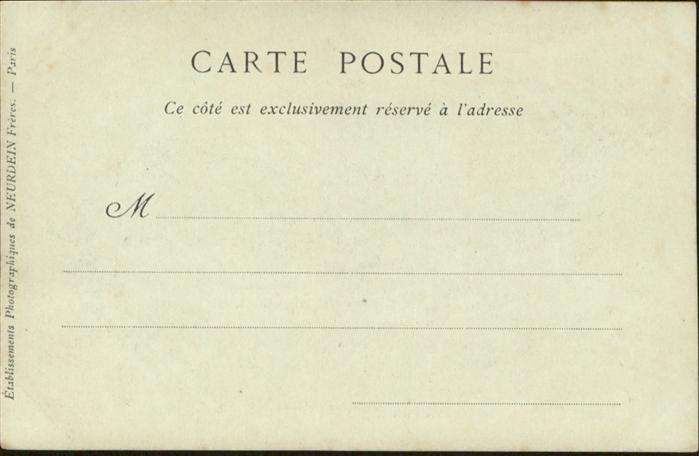 CARTE POSTALE
Ce côté est exclusivement réservé à l'adresse
M
Établissements Photographiques de NEURDEIN Frères. — Paris